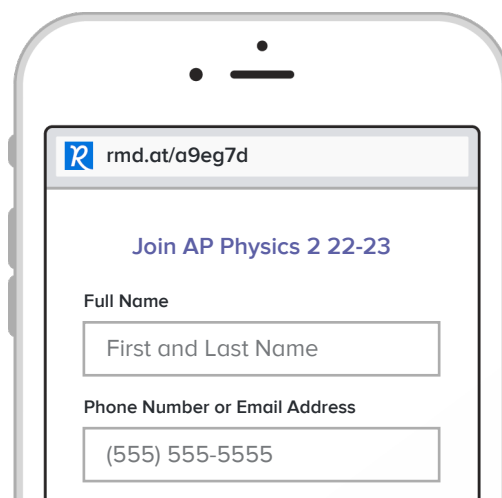 rmd.at/a9eg7d
Join AP Physics 2 22-23
Full Name
First and Last Name
Phone Number or Email Address
(555) 555-5555